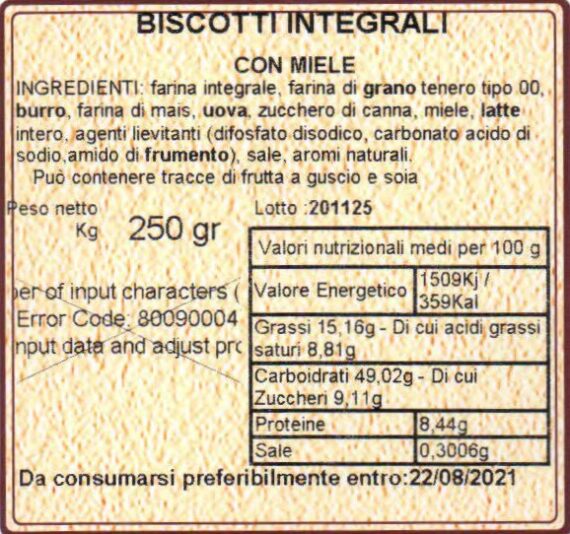 BISCOTTI INTEGRALI
CON MIELE
INGREDIENTI: farina integrale, farina di grano tenero tipo 00,
burro, farina di mais, uova, zucchero di canna, miele, latte
intero, agenti lievitanti (difosfato disodico, carbonato acido di
sodio,amido di frumento), sale, aromi naturali.
Può contenere tracce di frutta a guscio e soia
Peso netto
Kg 250 gr
Lotto :201125
Valori nutrizionali medi per 100 g
Valore Energetico 1509Kj /
359Kal
Grassi 15,16g - Di cui acidi grassi
saturi 8,81g
Carboidrati 49,02g - Di cui
Zuccheri 9,11g
Proteine 8,44g
Sale 0,3006g
of input characters (
Error Code: 80090004
data and adjust
Da consumarsi preferibilmente entro:22/08/2021